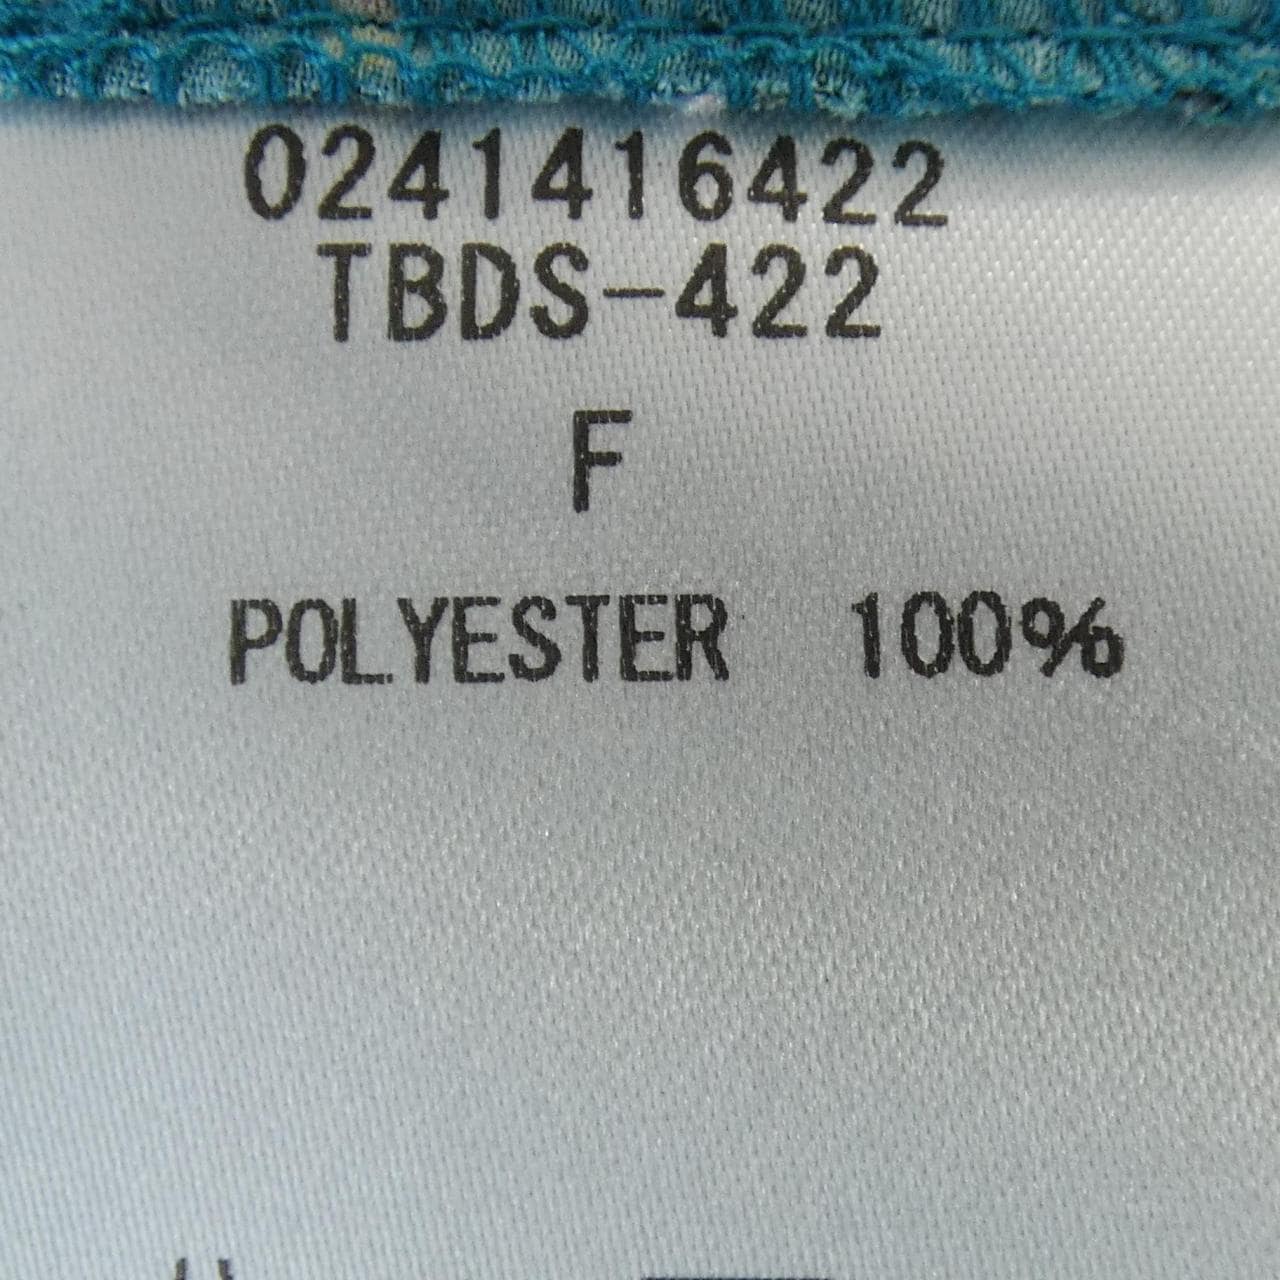 0241416422
TBDS-422
F
POLYESTER 100%